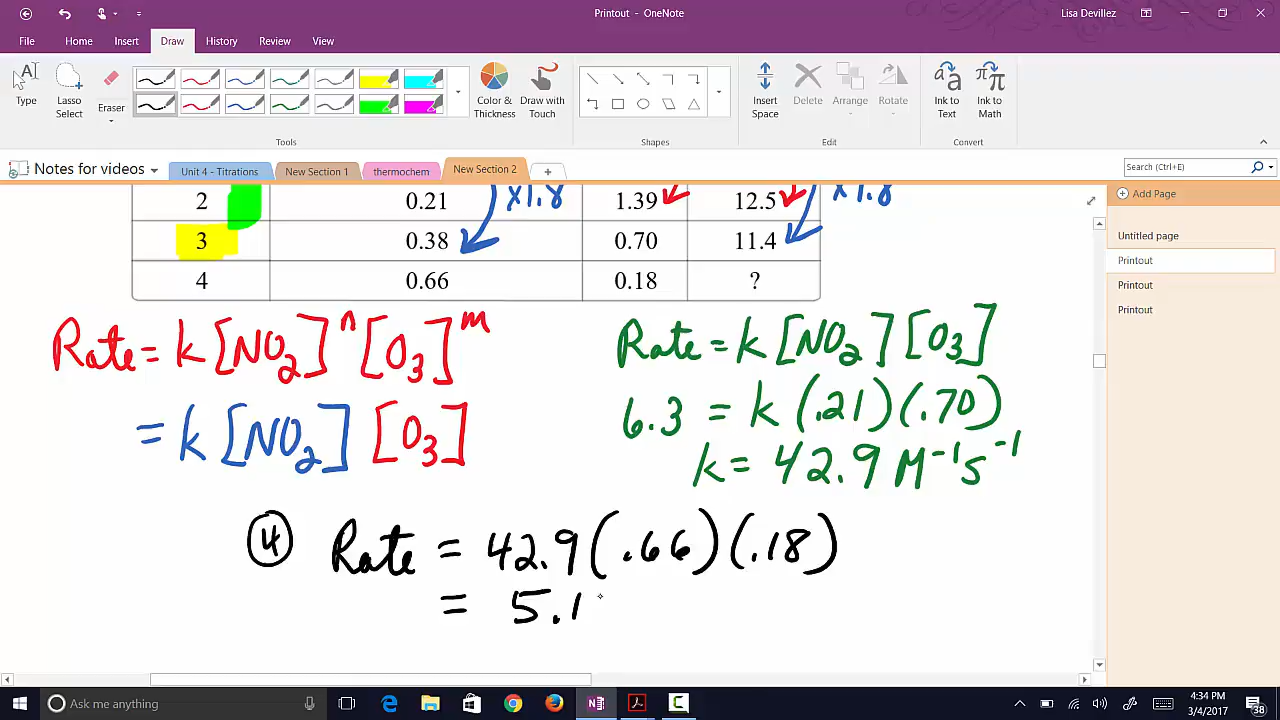 Printout - OneNote
Lisa Devillez
File Home Insert Draw History Review View
Type
Lasso Select
Eraser
Color & Thickness
Draw with Touch
Insert Space
Delete
Arrange
Rotate
Ink to Text
Ink to Math
Tools
Shapes
Edit
Convert
Notes for videos
Unit 4 - Titrations
New Section 1
thermochem
New Section 2
Search (Ctrl+E)
Add Page
Untitled page
Printout
Printout
Printout
2 0.21 x1.8 1.39 12.5 x1.8
3 0.38 0.70 11.4
4 0.66 0.18 ?
Rate = k [NO₂]ⁿ [O₃]ᵐ
= k [NO₂] [O₃]
Rate = k [NO₂] [O₃]
6.3 = k (.21)(.70)
k = 42.9 M⁻¹s⁻¹
④ Rate = 42.9(.66)(.18)
= 5.1
Ask me anything
4:34 PM
3/4/2017
38